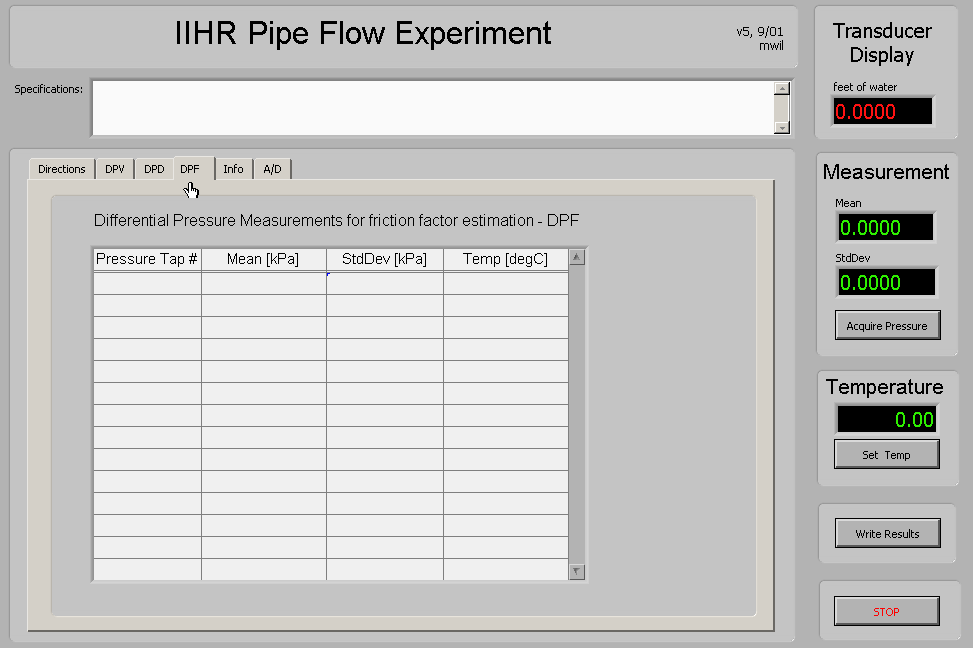 IIHR Pipe Flow Experiment
v5, 9/01
mwil
Specifications:
Directions DPV DPD DPF Info A/D
Differential Pressure Measurements for friction factor estimation - DPF
Pressure Tap # Mean [kPa] StdDev [kPa] Temp [degC]
Transducer
Display
feet of water
0.0000
Measurement
Mean
0.0000
StdDev
0.0000
Acquire Pressure
Temperature
0.00
Set Temp
Write Results
STOP